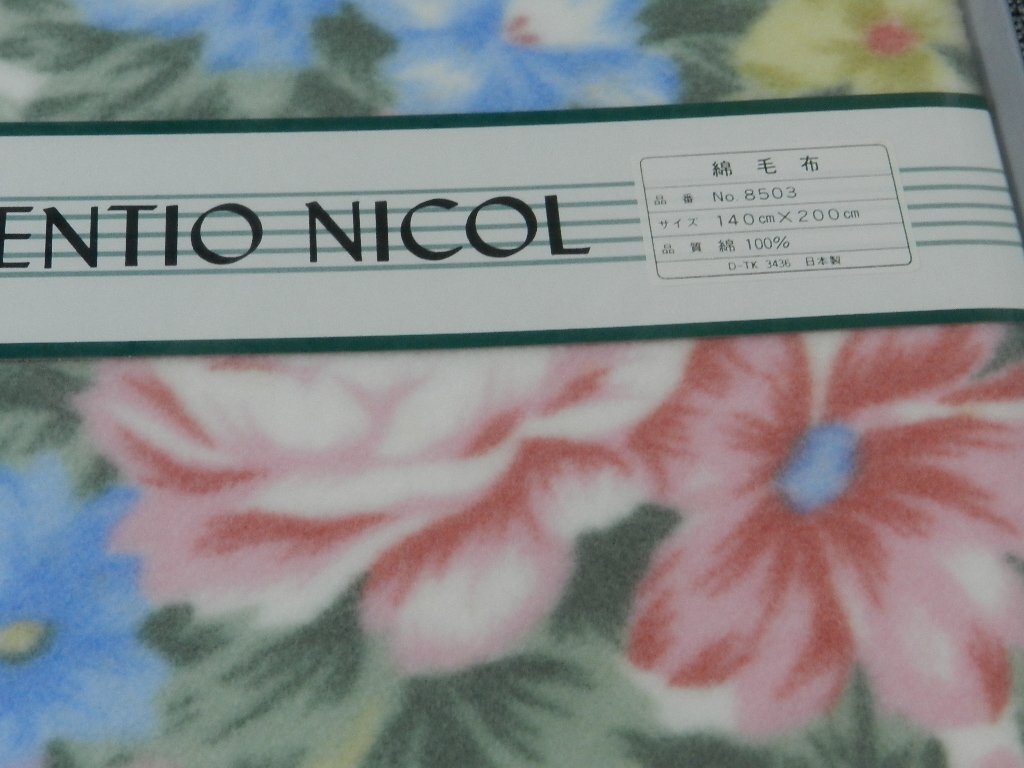 ENTIO NICOL
綿毛布
品番 No.8503
サイズ 140cm×200cm
品質 綿 100%
D-TK 3436 日本製